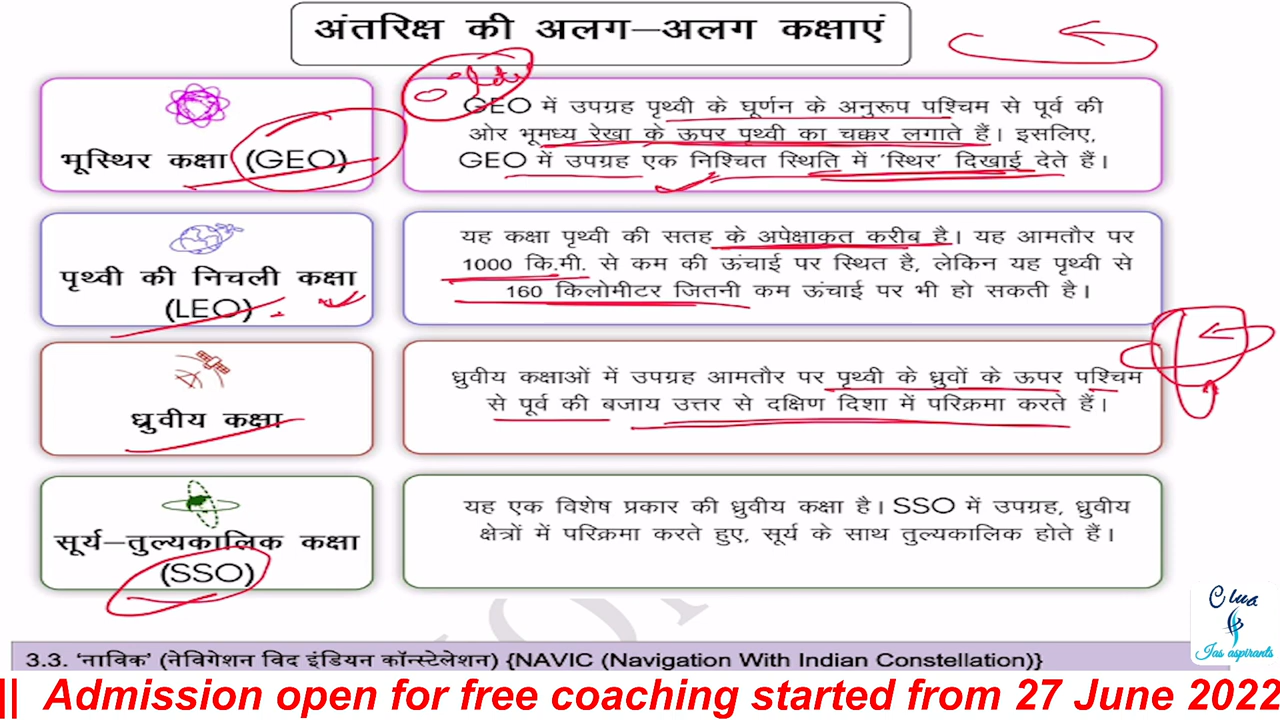 अंतरिक्ष की अलग–अलग कक्षाएं
भूस्थिर कक्षा (GEO)
GEO में उपग्रह पृथ्वी के घूर्णन के अनुरूप पश्चिम से पूर्व की
ओर भूमध्य रेखा के ऊपर पृथ्वी का चक्कर लगाते हैं। इसलिए,
GEO में उपग्रह एक निश्चित स्थिति में 'स्थिर' दिखाई देते हैं।
पृथ्वी की निचली कक्षा
(LEO)
यह कक्षा पृथ्वी की सतह के अपेक्षाकृत करीब है। यह आमतौर पर
1000 कि.मी. से कम की ऊंचाई पर स्थित है, लेकिन यह पृथ्वी से
160 किलोमीटर जितनी कम ऊंचाई पर भी हो सकती है।
ध्रुवीय कक्षा
ध्रुवीय कक्षाओं में उपग्रह आमतौर पर पृथ्वी के ध्रुवों के ऊपर पश्चिम
से पूर्व की बजाय उत्तर से दक्षिण दिशा में परिक्रमा करते हैं।
सूर्य–तुल्यकालिक कक्षा
(SSO)
यह एक विशेष प्रकार की ध्रुवीय कक्षा है। SSO में उपग्रह, ध्रुवीय
क्षेत्रों में परिक्रमा करते हुए, सूर्य के साथ तुल्यकालिक होते हैं।
3.3. 'नाविक' (नेविगेशन विद इंडियन कॉन्स्टेलेशन) {NAVIC (Navigation With Indian Constellation)}
Ias aspirants
|| Admission open for free coaching started from 27 June 2022